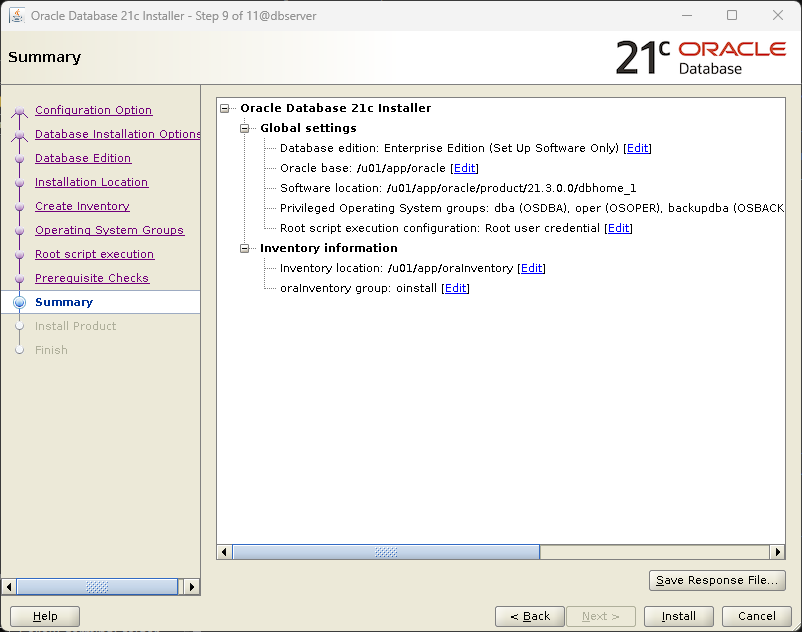 Oracle Database 21c Installer - Step 9 of 11@dbserver
Summary
21c ORACLE
Database
Configuration Option
Database Installation Options
Database Edition
Installation Location
Create Inventory
Operating System Groups
Root script execution
Prerequisite Checks
Summary
Install Product
Finish
Oracle Database 21c Installer
Global settings
Database edition: Enterprise Edition (Set Up Software Only) [Edit]
Oracle base: /u01/app/oracle [Edit]
Software location: /u01/app/oracle/product/21.3.0.0/dbhome_1
Privileged Operating System groups: dba (OSDBA), oper (OSOPER), backupdba (OSBACK
Root script execution configuration: Root user credential [Edit]
Inventory information
Inventory location: /u01/app/oraInventory [Edit]
oraInventory group: oinstall [Edit]
Save Response File...
Help
< Back
Next >
Install
Cancel